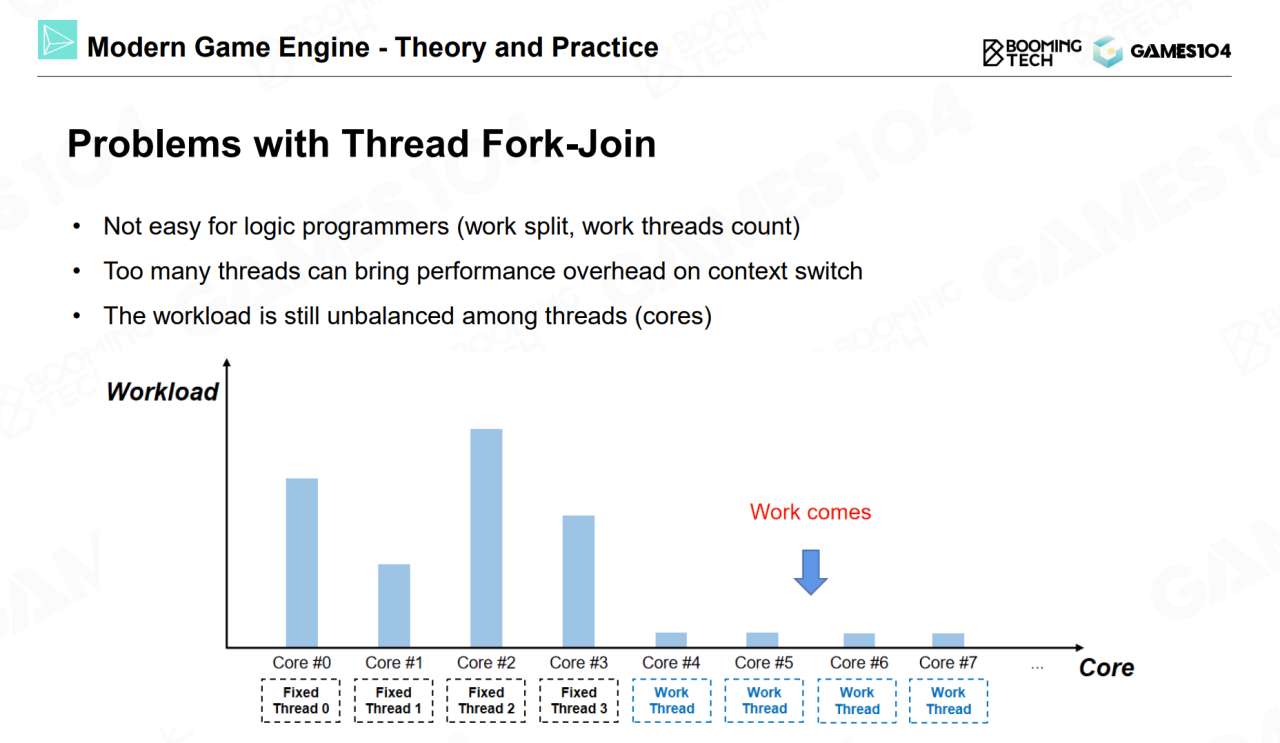 Modern Game Engine - Theory and Practice
BOOMING
TECH
GAMES104
Problems with Thread Fork-Join
• Not easy for logic programmers (work split, work threads count)
• Too many threads can bring performance overhead on context switch
• The workload is still unbalanced among threads (cores)
Workload
Work comes
Core #0 Core #1 Core #2 Core #3 Core #4 Core #5 Core #6 Core #7 ... Core
Fixed Fixed Fixed Fixed Work Work Work Work
Thread 0 Thread 1 Thread 2 Thread 3 Thread Thread Thread Thread